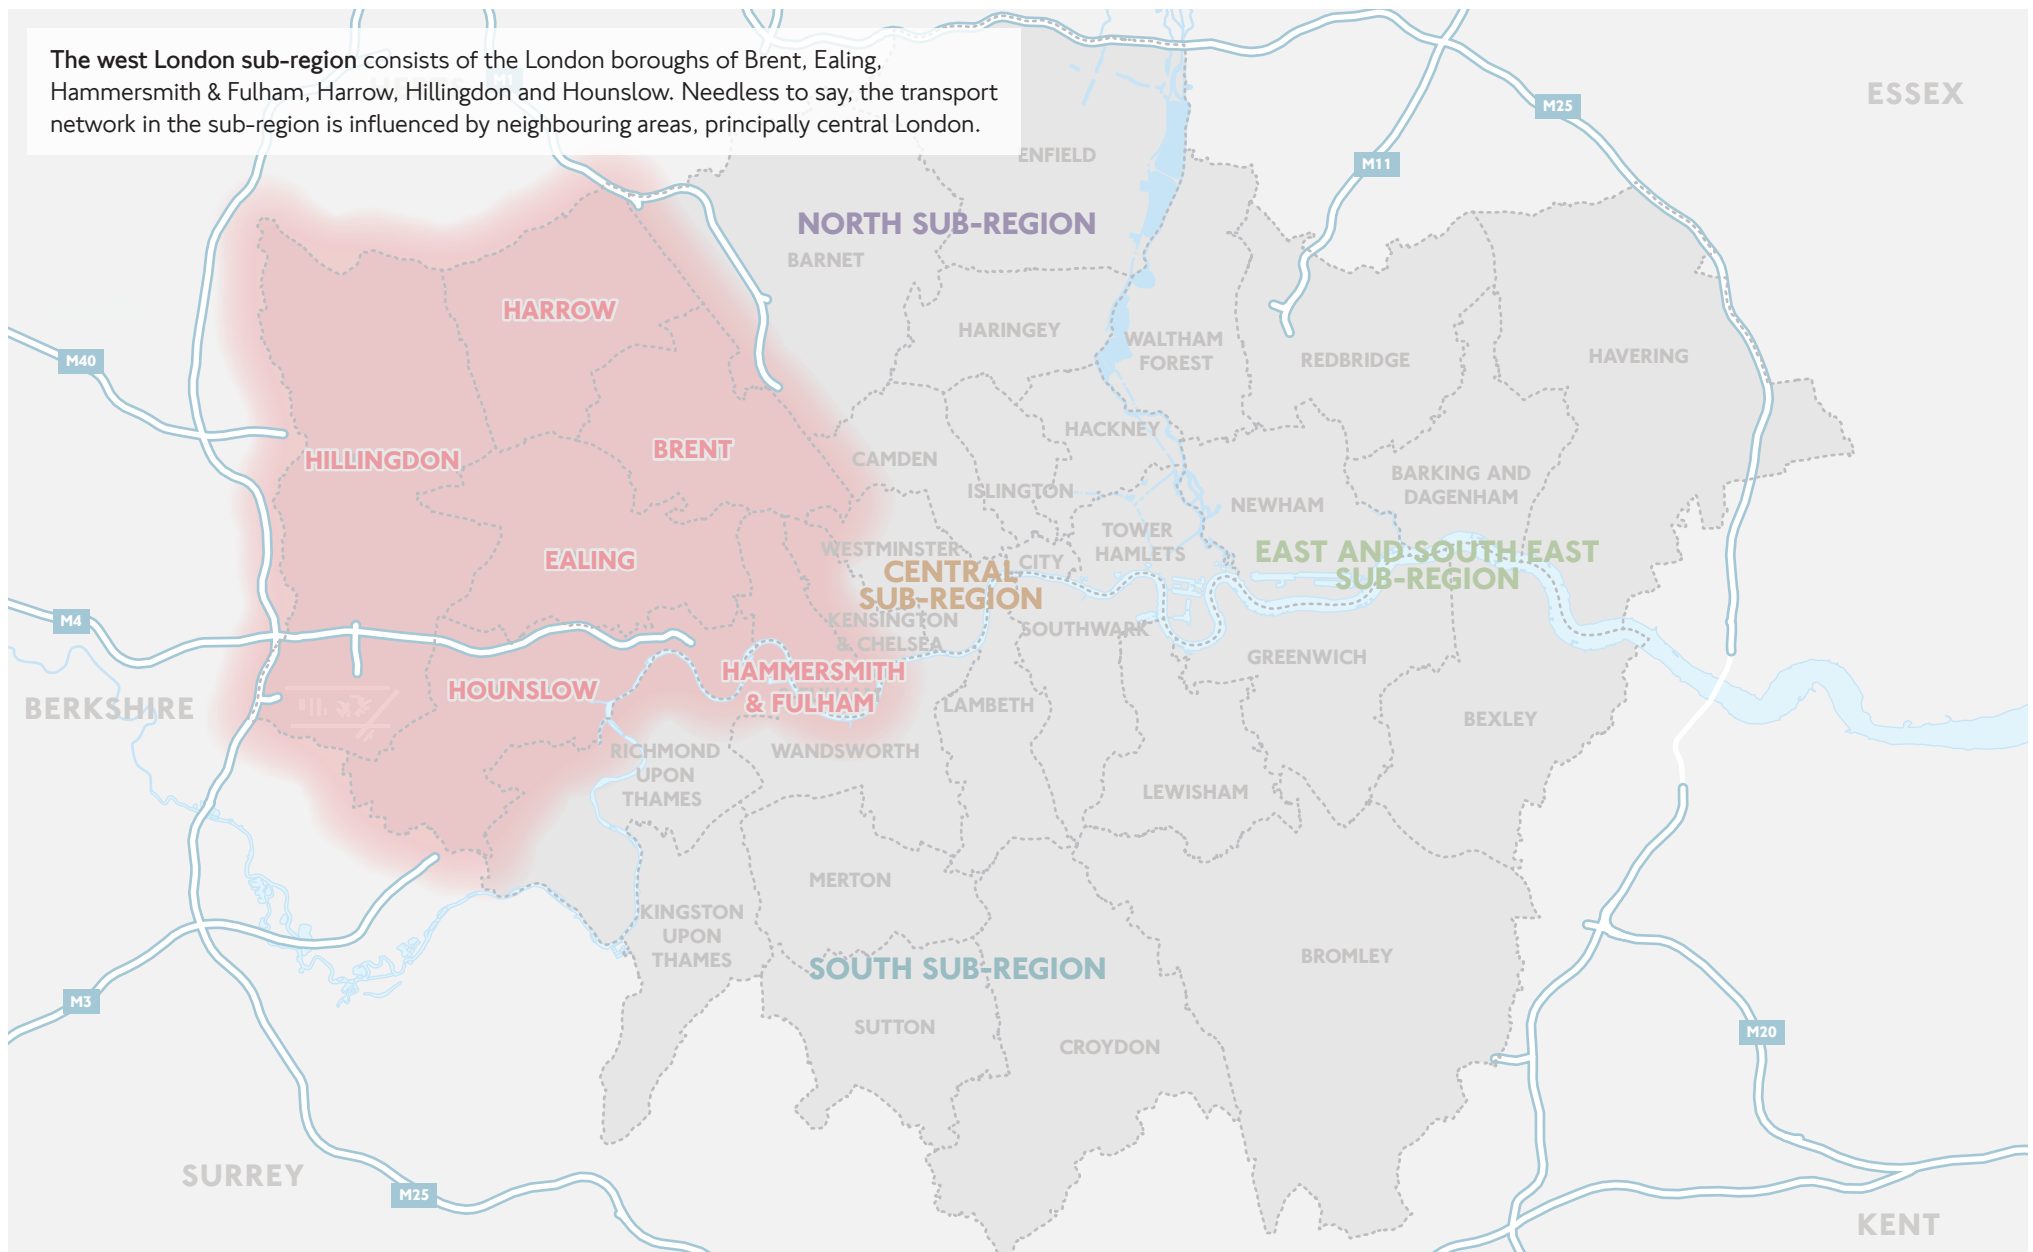 The west London sub-region consists of the London boroughs of Brent, Ealing,
Hammersmith & Fulham, Harrow, Hillingdon and Hounslow. Needless to say, the transport
network in the sub-region is influenced by neighbouring areas, principally central London.
M1
ESSEX
M25
M11
ENFIELD
NORTH SUB-REGION
BARNET
HARROW
HARINGEY
WALTHAM
FOREST
REDBRIDGE
HAVERING
M40
HACKNEY
BRENT
HILLINGDON
CAMDEN
BARKING AND
DAGENHAM
ISLINGTON
NEWHAM
TOWER
HAMLETS
WESTMINSTER
CITY
EALING
EAST AND SOUTH EAST
SUB-REGION
CENTRAL
SUB-REGION
M4
KENSINGTON
& CHELSEA
SOUTHWARK
GREENWICH
HAMMERSMITH
& FULHAM
HOUNSLOW
BERKSHIRE
LAMBETH
BEXLEY
RICHMOND
UPON
THAMES
WANDSWORTH
LEWISHAM
MERTON
KINGSTON
UPON
THAMES
BROMLEY
SOUTH SUB-REGION
M3
SUTTON
CROYDON
M20
SURREY
M25
KENT